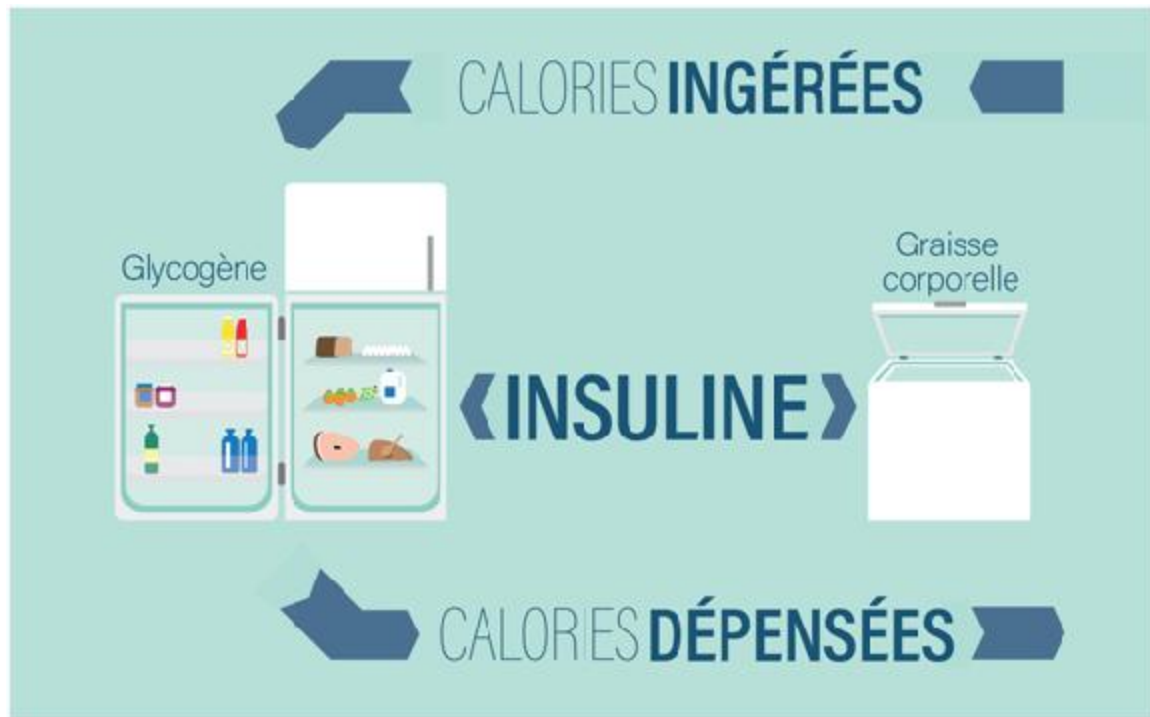 CALORIES INGÉRÉES
Glycogène
Graisse
corporelle
INSULINE
CALORIES DÉPENSÉES